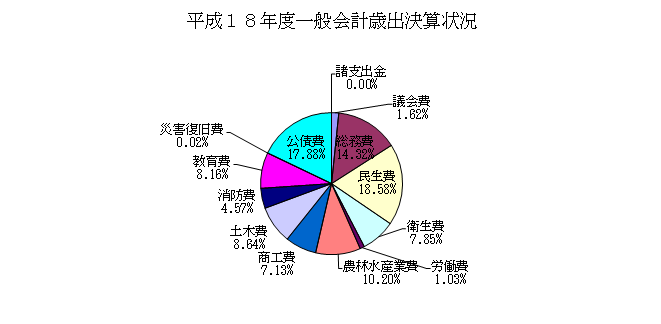 平成１８年度一般会計歳出決算状況
諸支出金
0.00%
議会費
1.62%
総務費
14.32%
民生費
18.58%
衛生費
7.85%
労働費
1.03%
農林水産業費
10.20%
商工費
7.13%
土木費
8.64%
消防費
4.57%
教育費
8.16%
災害復旧費
0.02%
公債費
17.88%